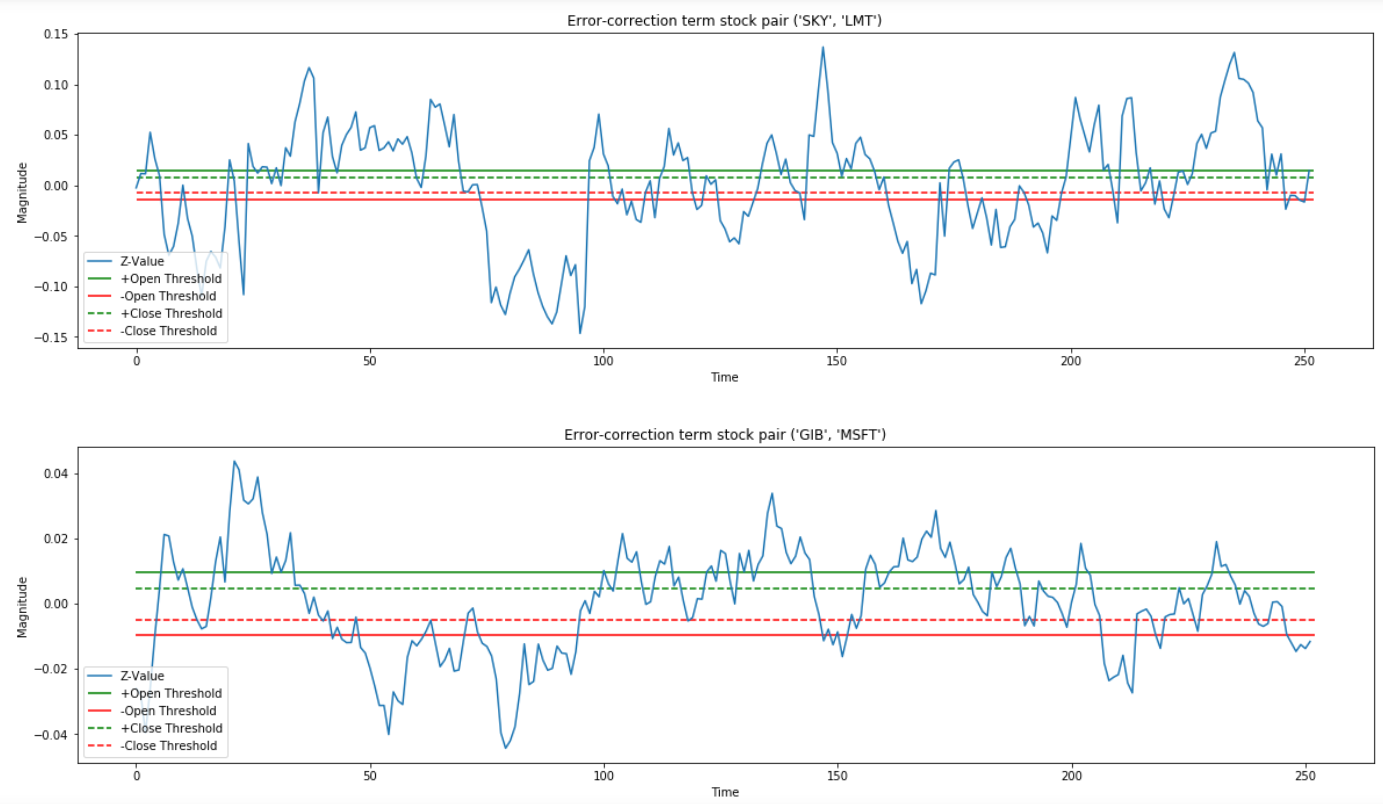 Error-correction term stock pair ('SKY', 'LMT')
0.15
0.10
0.05
0.00
−0.05
−0.10
−0.15
Magnitude
Z-Value
+Open Threshold
-Open Threshold
+Close Threshold
-Close Threshold
0 50 100 150 200 250
Time
Error-correction term stock pair ('GIB', 'MSFT')
0.04
0.02
0.00
−0.02
−0.04
Magnitude
Z-Value
+Open Threshold
-Open Threshold
+Close Threshold
-Close Threshold
0 50 100 150 200 250
Time